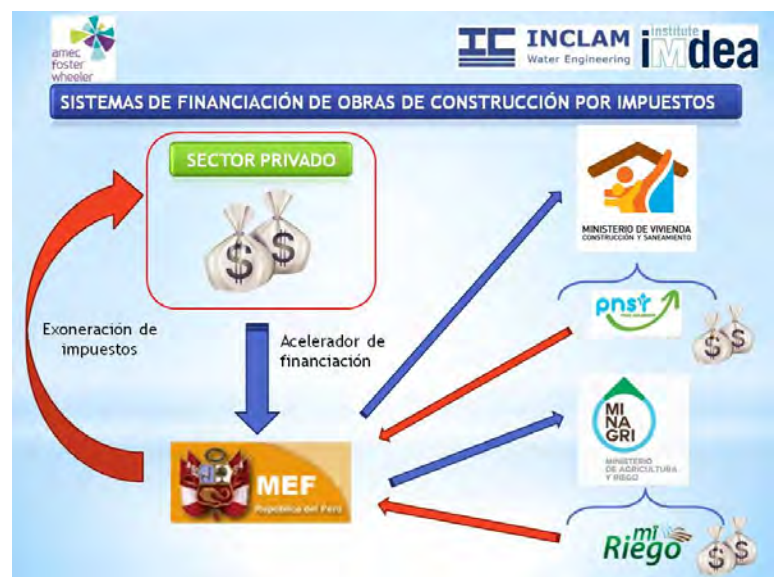 amec
foster
wheeler
IC INCLAM
Water Engineering
institute
iMdea
SISTEMAS DE FINANCIACIÓN DE OBRAS DE CONSTRUCCIÓN POR IMPUESTOS
SECTOR PRIVADO
$ $
MINISTERIO DE VIVIENDA
CONSTRUCCIÓN Y SANEAMIENTO
pnsr
$ $
Exoneración de
impuestos
Acelerador de
financiación
MI
NA
GRI
MINISTERIO
DE AGRICULTURA
Y RIEGO
MEF
República del Perú
mi
Riego
$ $